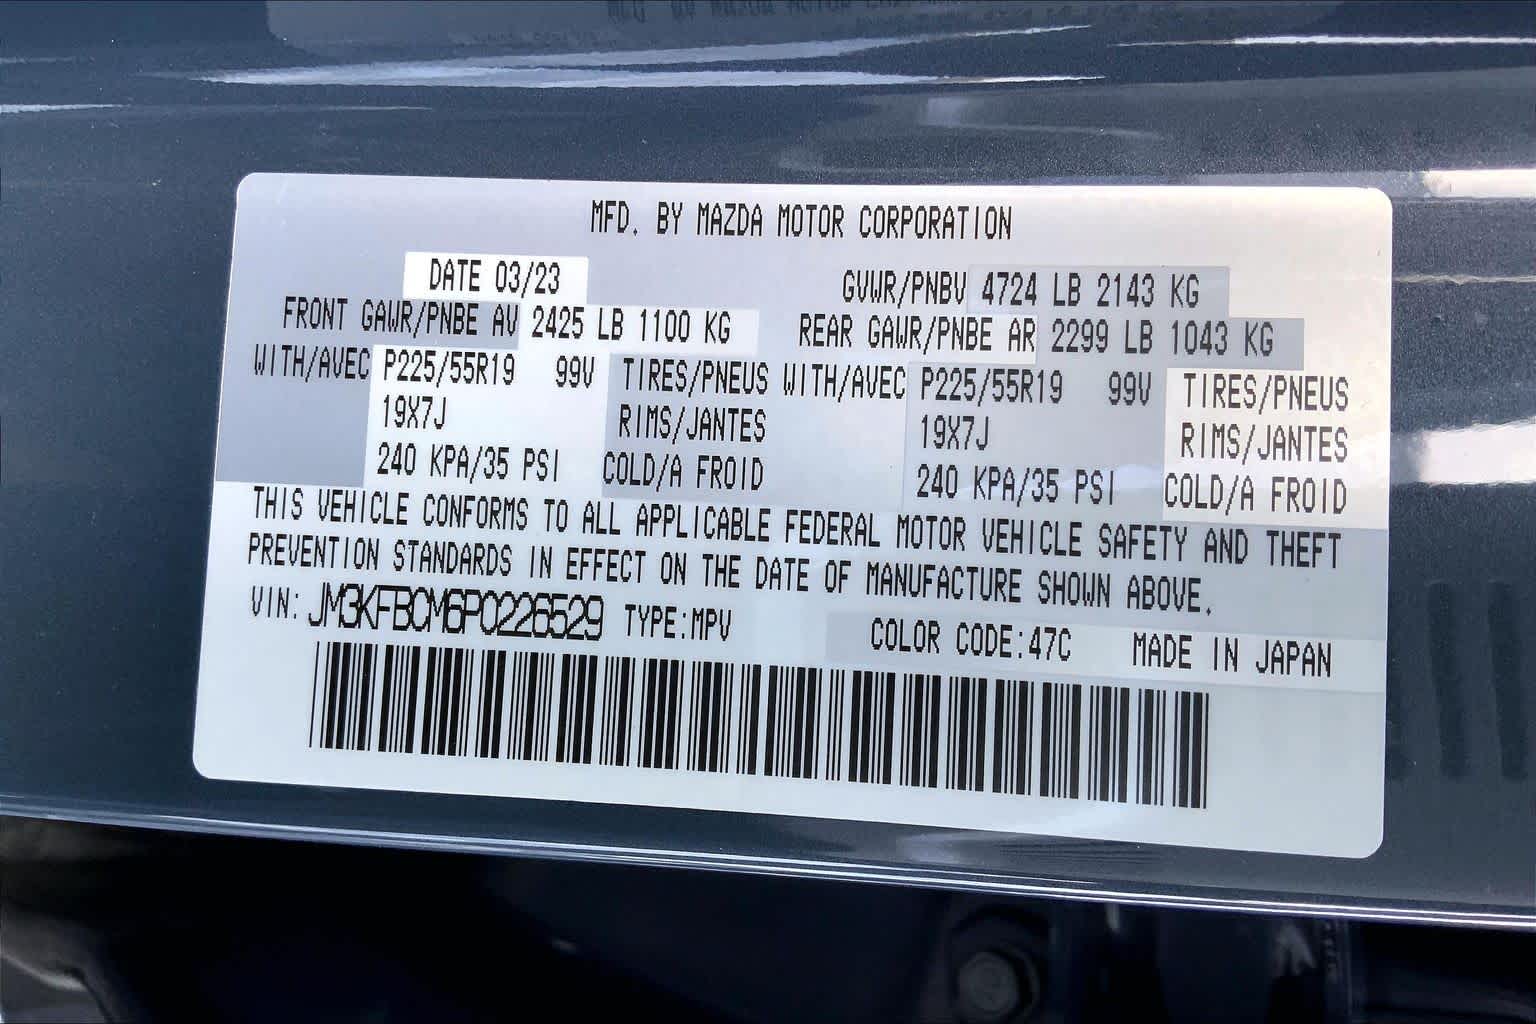 MFD. BY MAZDA MOTOR CORPORATION
DATE 03/23 GVWR/PNBV 4724 LB 2143 KG
FRONT GAWR/PNBE AV 2425 LB 1100 KG REAR GAWR/PNBE AR 2299 LB 1043 KG
WITH/AVEC P225/55R19 99V TIRES/PNEUS WITH/AVEC P225/55R19 99V TIRES/PNEUS
19X7J RIMS/JANTES 19X7J RIMS/JANTES
240 KPA/35 PSI COLD/A FROID 240 KPA/35 PSI COLD/A FROID
THIS VEHICLE CONFORMS TO ALL APPLICABLE FEDERAL MOTOR VEHICLE SAFETY AND THEFT
PREVENTION STANDARDS IN EFFECT ON THE DATE OF MANUFACTURE SHOWN ABOVE.
VIN: JM3KFBCM6P0226529 TYPE:MPV COLOR CODE:47C MADE IN JAPAN